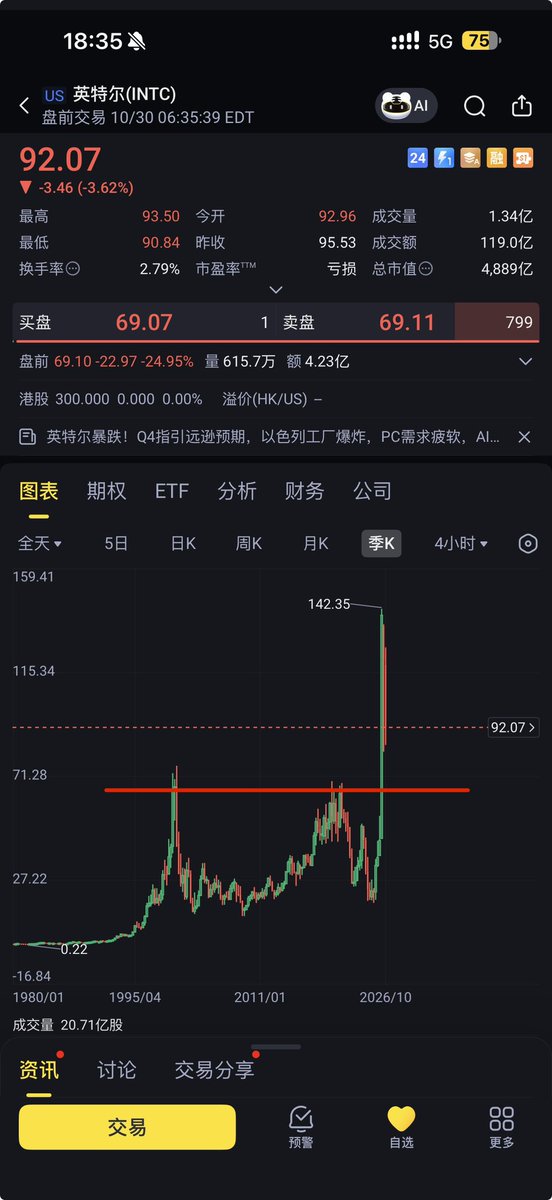 18:35 5G 75
US 英特尔(INTC)
盘前交易 10/30 06:35:39 EDT
AI
92.07
-3.46 (-3.62%)
24 1 A 融
最高 93.50 今开 92.96 成交量 1.34亿
最低 90.84 昨收 95.53 成交额 119.0亿
换手率 2.79% 市盈率TTM 亏损 总市值 4,889亿
买盘 69.07 1 卖盘 69.11 799
盘前 69.10 -22.97 -24.95% 量 615.7万 额 4.23亿
港股 300.000 0.000 0.00% 溢价(HK/US) --
英特尔暴跌！Q4指引远逊预期，以色列工厂爆炸，PC需求疲软，AI...
图表 期权 ETF 分析 财务 公司
全天 5日 日K 周K 月K 季K 4小时
159.41
142.35
115.34
92.07
71.28
27.22
0.22
-16.84
1980/01 1995/04 2011/01 2026/10
成交量 20.71亿股
资讯 讨论 交易分享
交易 预警 自选 更多